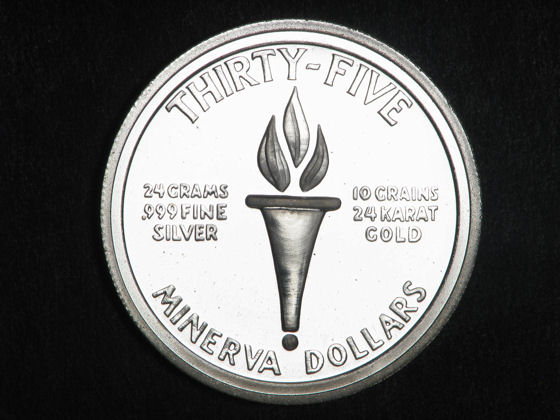 THIRTY-FIVE
24 GRAMS
.999 FINE
SILVER
10 GRAINS
24 KARAT
GOLD
MINERVA DOLLARS